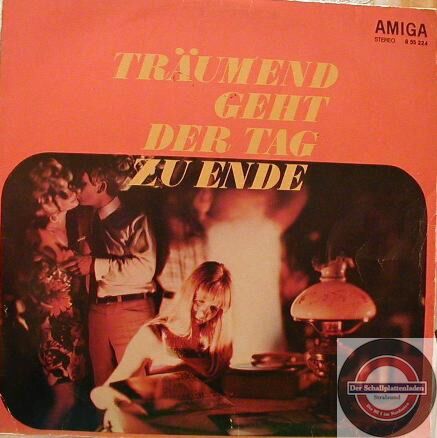 AMIGA
STEREO 8 55 224
TRÄUMEND
GEHT
DER TAG
ZU ENDE
Der Schallplattenladen
Stralsund